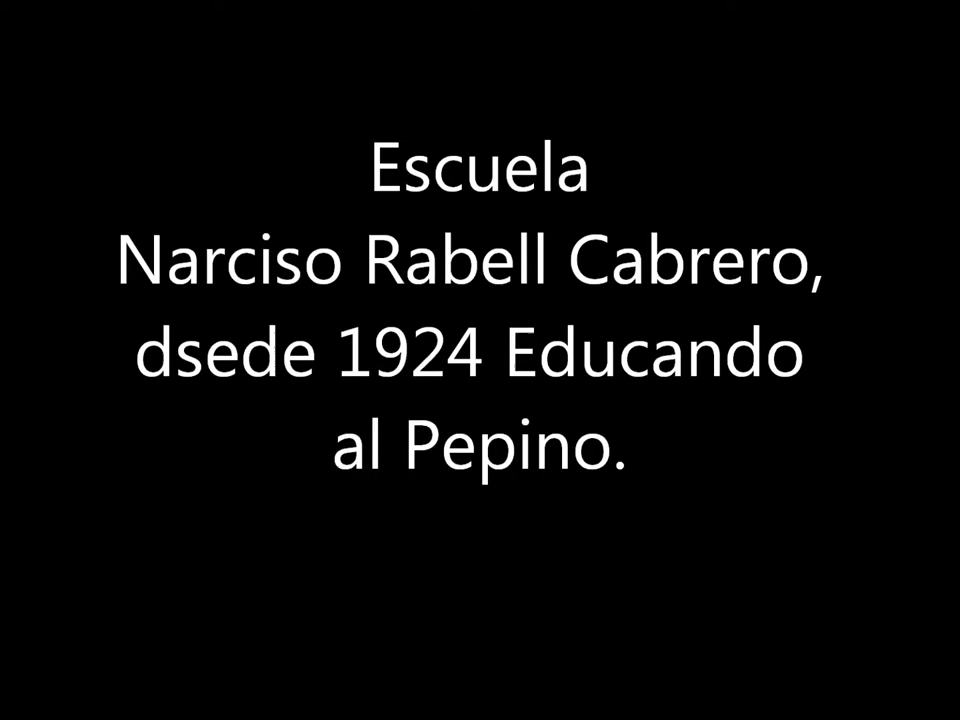 Escuela
Narciso Rabell Cabrero,
dsede 1924 Educando
al Pepino.